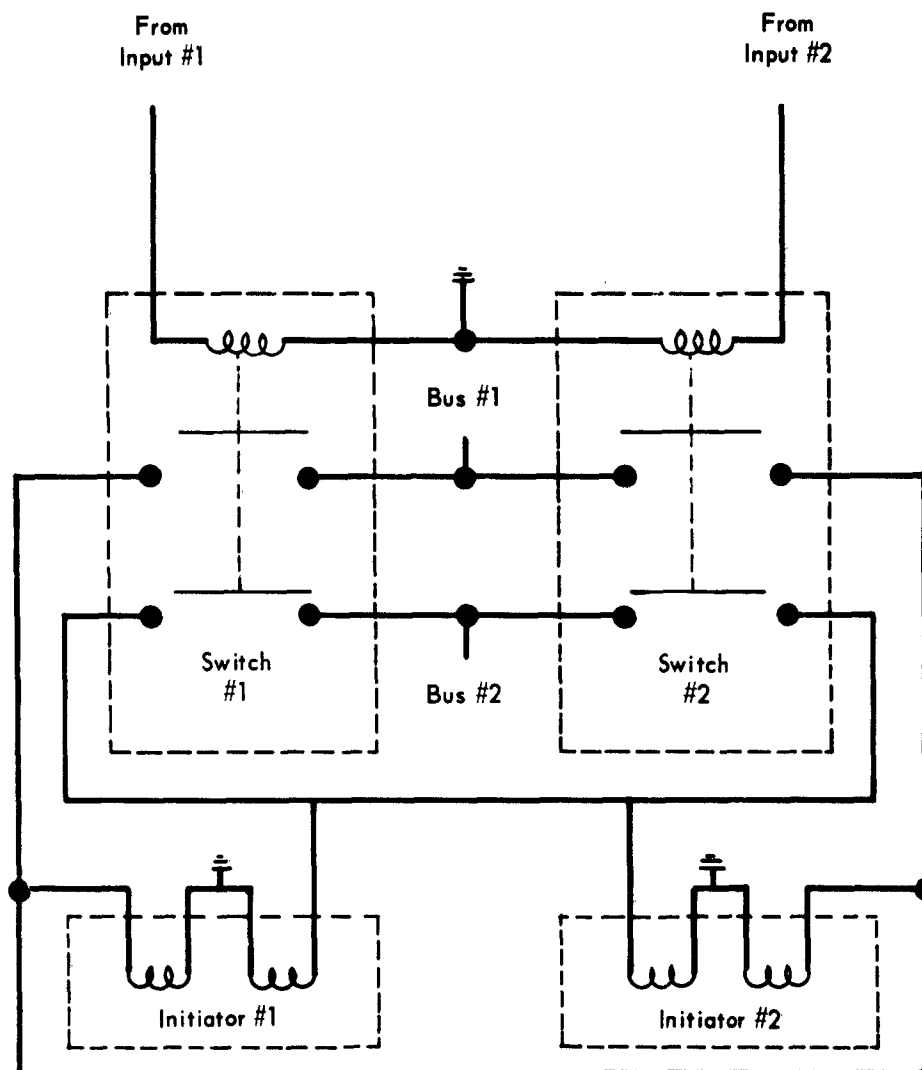 From
Input #1
From
Input #2
Bus #1
Switch
#1
Bus #2
Switch
#2
Initiator #1
Initiator #2